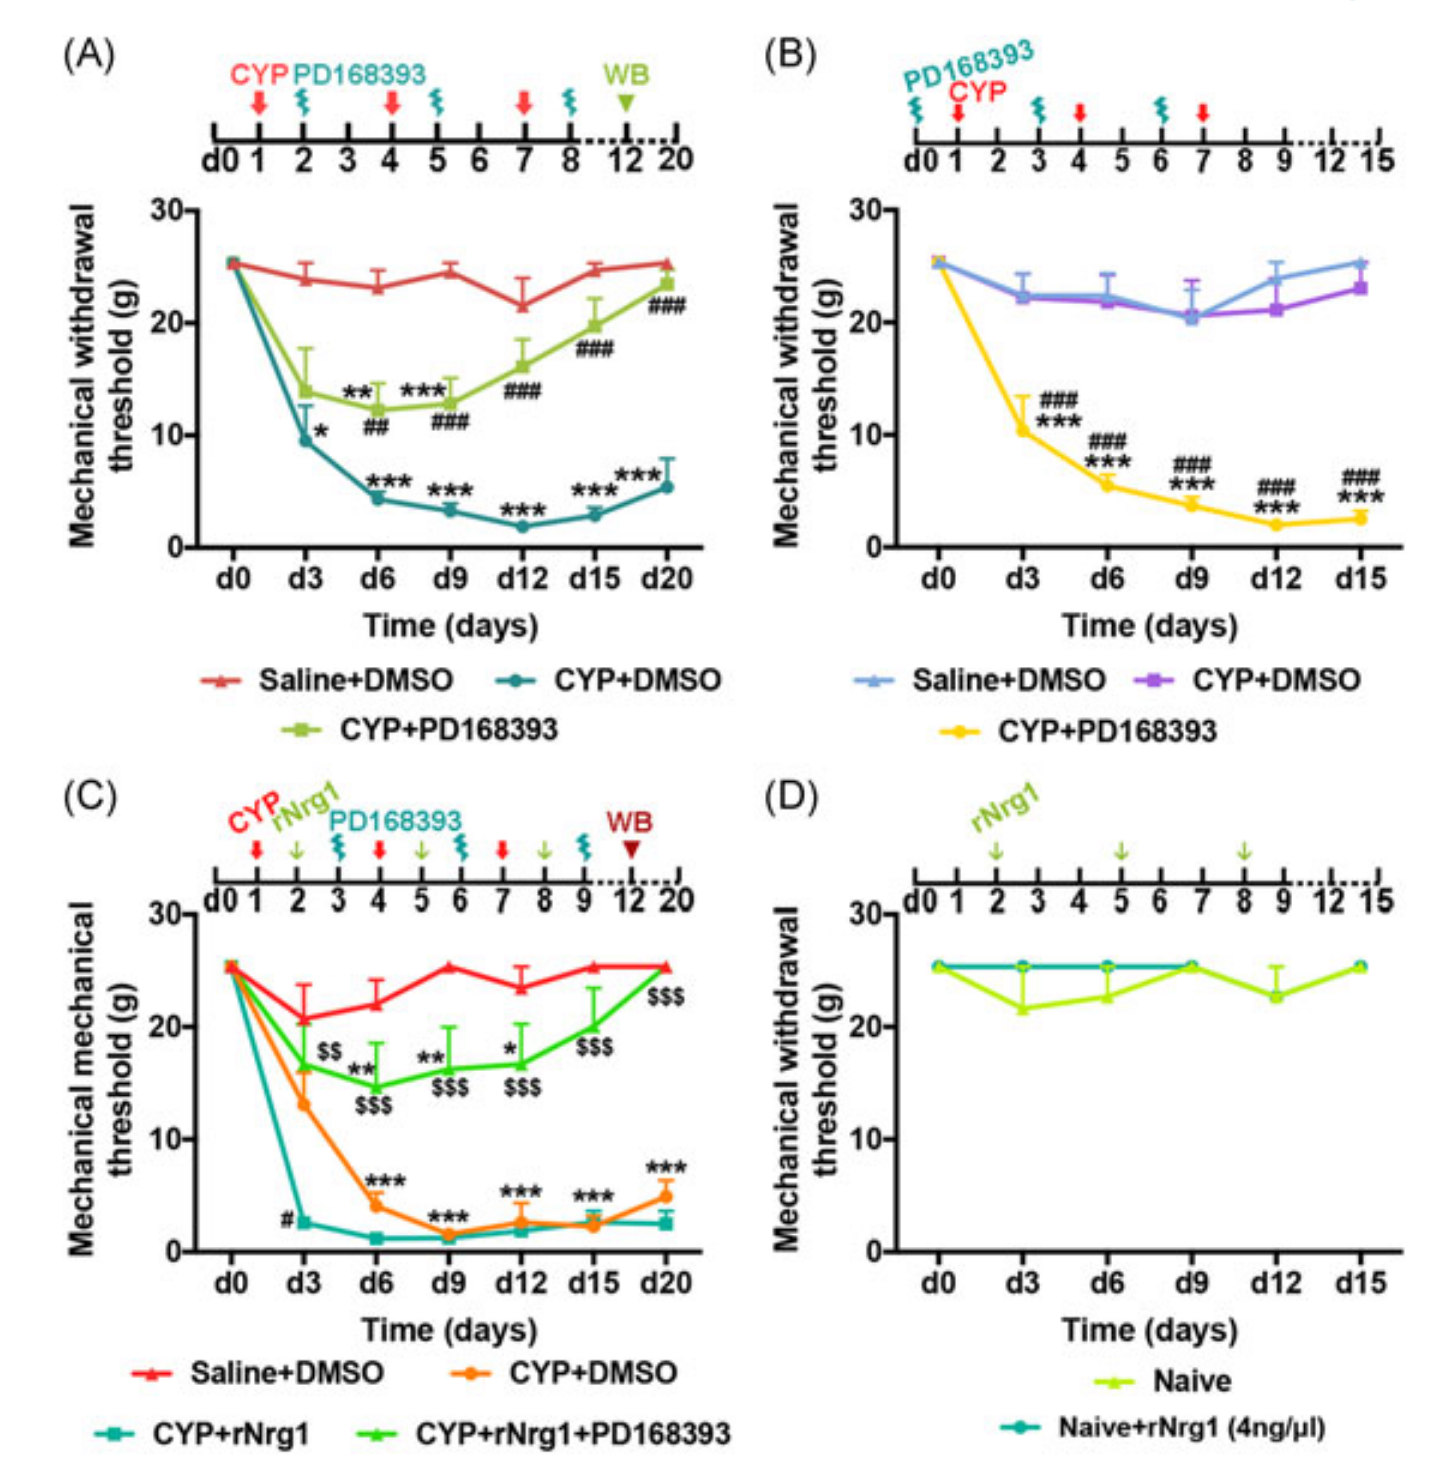 (A)
CYP PD168393 WB
d0 1 2 3 4 5 6 7 8 12 20
Mechanical withdrawal
threshold (g)
30
20
10
0
** *** ### ### ###
## ###
* *** *** *** *** ***
d0 d3 d6 d9 d12 d15 d20
Time (days)
Saline+DMSO CYP+DMSO
CYP+PD168393
(B)
PD168393
CYP
d0 1 2 3 4 5 6 7 8 9 12 15
Mechanical withdrawal
threshold (g)
30
20
10
0
### ### ### ### ###
*** *** *** *** ***
d0 d3 d6 d9 d12 d15
Time (days)
Saline+DMSO CYP+DMSO
CYP+PD168393
(C)
CYP rNrg1 PD168393 WB
d0 1 2 3 4 5 6 7 8 9 12 20
Mechanical mechanical
threshold (g)
30
20
10
0
$$ ** ** * $$$ $$$
$$$ $$$ $$$
# *** *** *** *** ***
d0 d3 d6 d9 d12 d15 d20
Time (days)
Saline+DMSO CYP+DMSO
CYP+rNrg1 CYP+rNrg1+PD168393
(D)
rNrg1
d0 1 2 3 4 5 6 7 8 9 12 15
Mechanical withdrawal
threshold (g)
30
20
10
0
d0 d3 d6 d9 d12 d15
Time (days)
Naive
Naive+rNrg1 (4ng/µl)